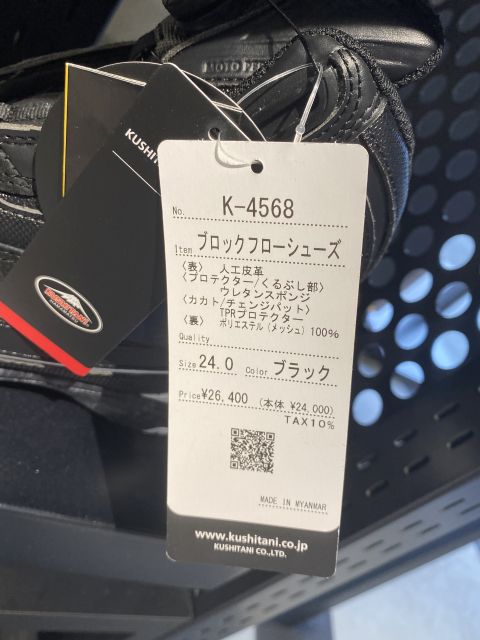 MOTO
KUSHITANI
No. K-4568
Item ブロックフローシューズ
〈表〉 人工皮革
〈プロテクター/くるぶし部〉
ウレタンスポンジ
〈カカト/チェンジパット〉
TPRプロテクター
〈裏〉 ポリエステル(メッシュ)100%
Quality
Size 24.0 Color ブラック
Price ¥26,400 (本体 ¥24,000)
TAX10%
MADE IN MYANMAR
www.kushitani.co.jp
KUSHITANI CO.,LTD.